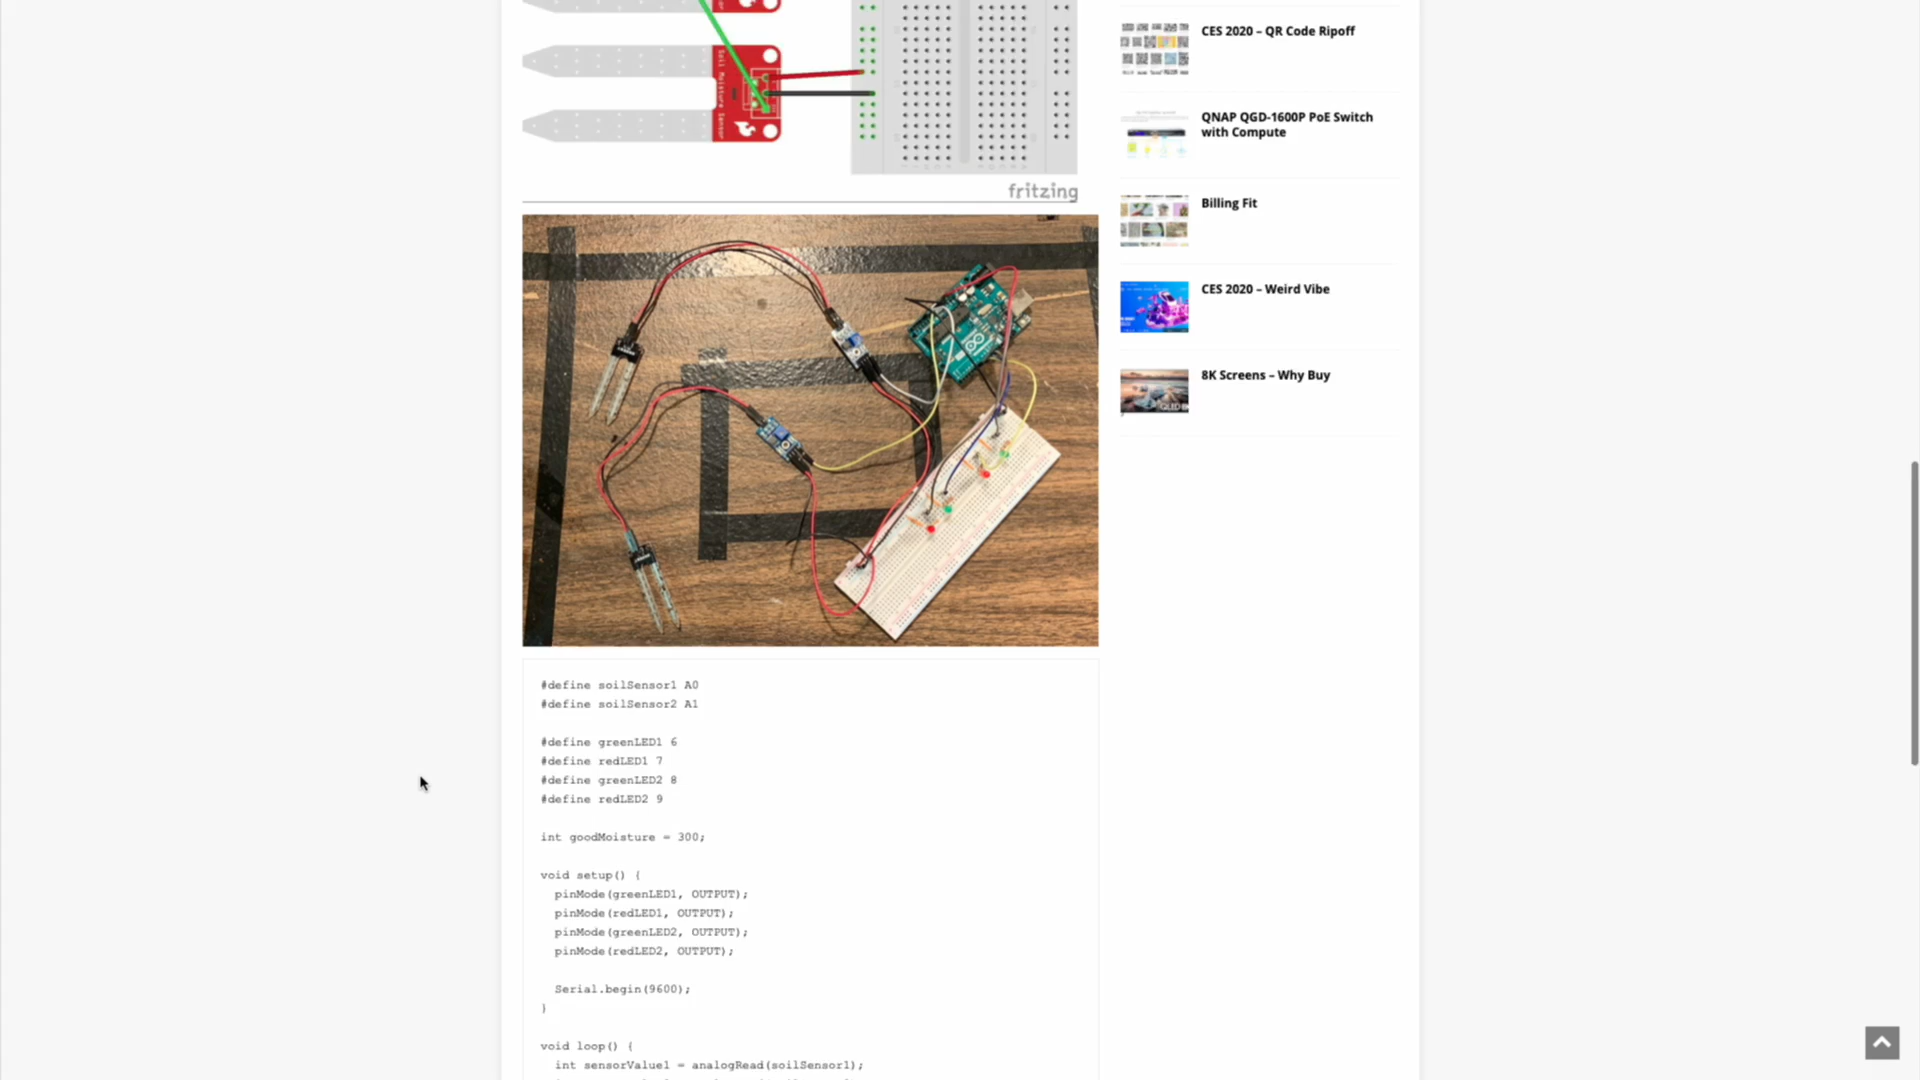 Soil Moisture Sensor
fritzing
#define soilSensor1 A0
#define soilSensor2 A1
#define greenLED1 6
#define redLED1 7
#define greenLED2 8
#define redLED2 9
int goodMoisture = 300;
void setup() {
pinMode(greenLED1, OUTPUT);
pinMode(redLED1, OUTPUT);
pinMode(greenLED2, OUTPUT);
pinMode(redLED2, OUTPUT);
Serial.begin(9600);
}
void loop() {
int sensorValue1 = analogRead(soilSensor1);
CES 2020 – QR Code Ripoff
QNAP QGD-1600P PoE Switch
with Compute
Billing Fit
CES 2020 – Weird Vibe
8K Screens – Why Buy